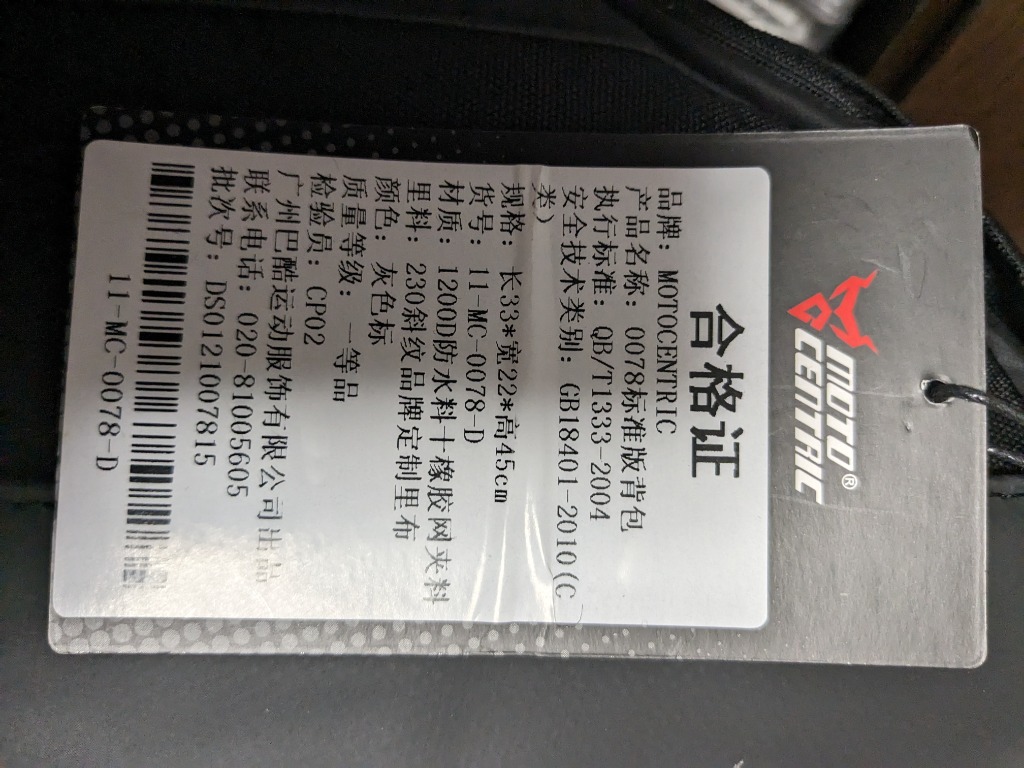 MOTO
CENTRIC®
合格证
品牌: MOTOCENTRIC
产品名称: 0078标准版背包
执行标准: QB/T1333-2004
安全技术类别: GB18401-2010(C
类)
规格: 长33*宽22*高45cm
货号: 11-MC-0078-D
材质: 1200D防水料+橡胶网夹料
里料: 230斜纹品牌定制里布
颜色: 灰色标
质量等级: 一等品
检验员: CP02
广州巴酷运动服饰有限公司出品
联系电话: 020-81005605
批次号: DS0121007815
11-MC-0078-D